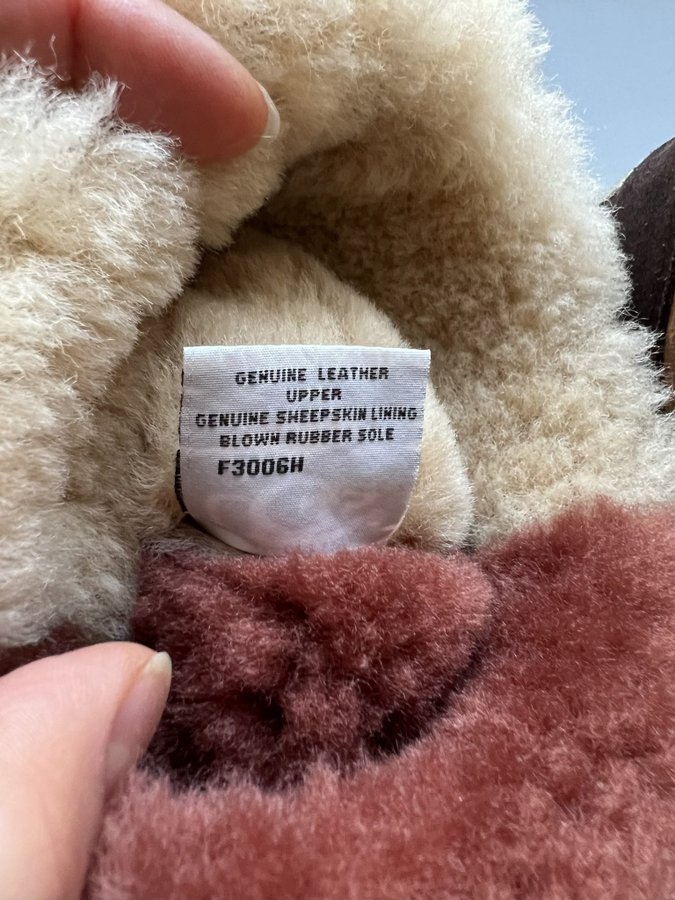 GENUINE LEATHER
UPPER
GENUINE SHEEPSKIN LINING
BLOWN RUBBER SOLE
F3006H